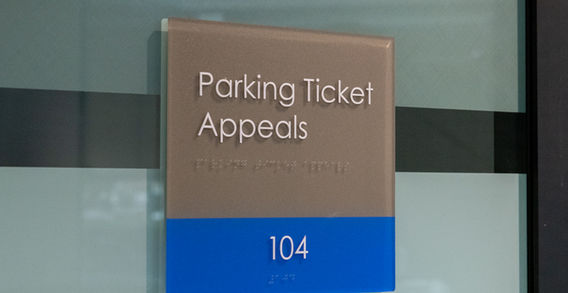 Parking Ticket
Appeals
104